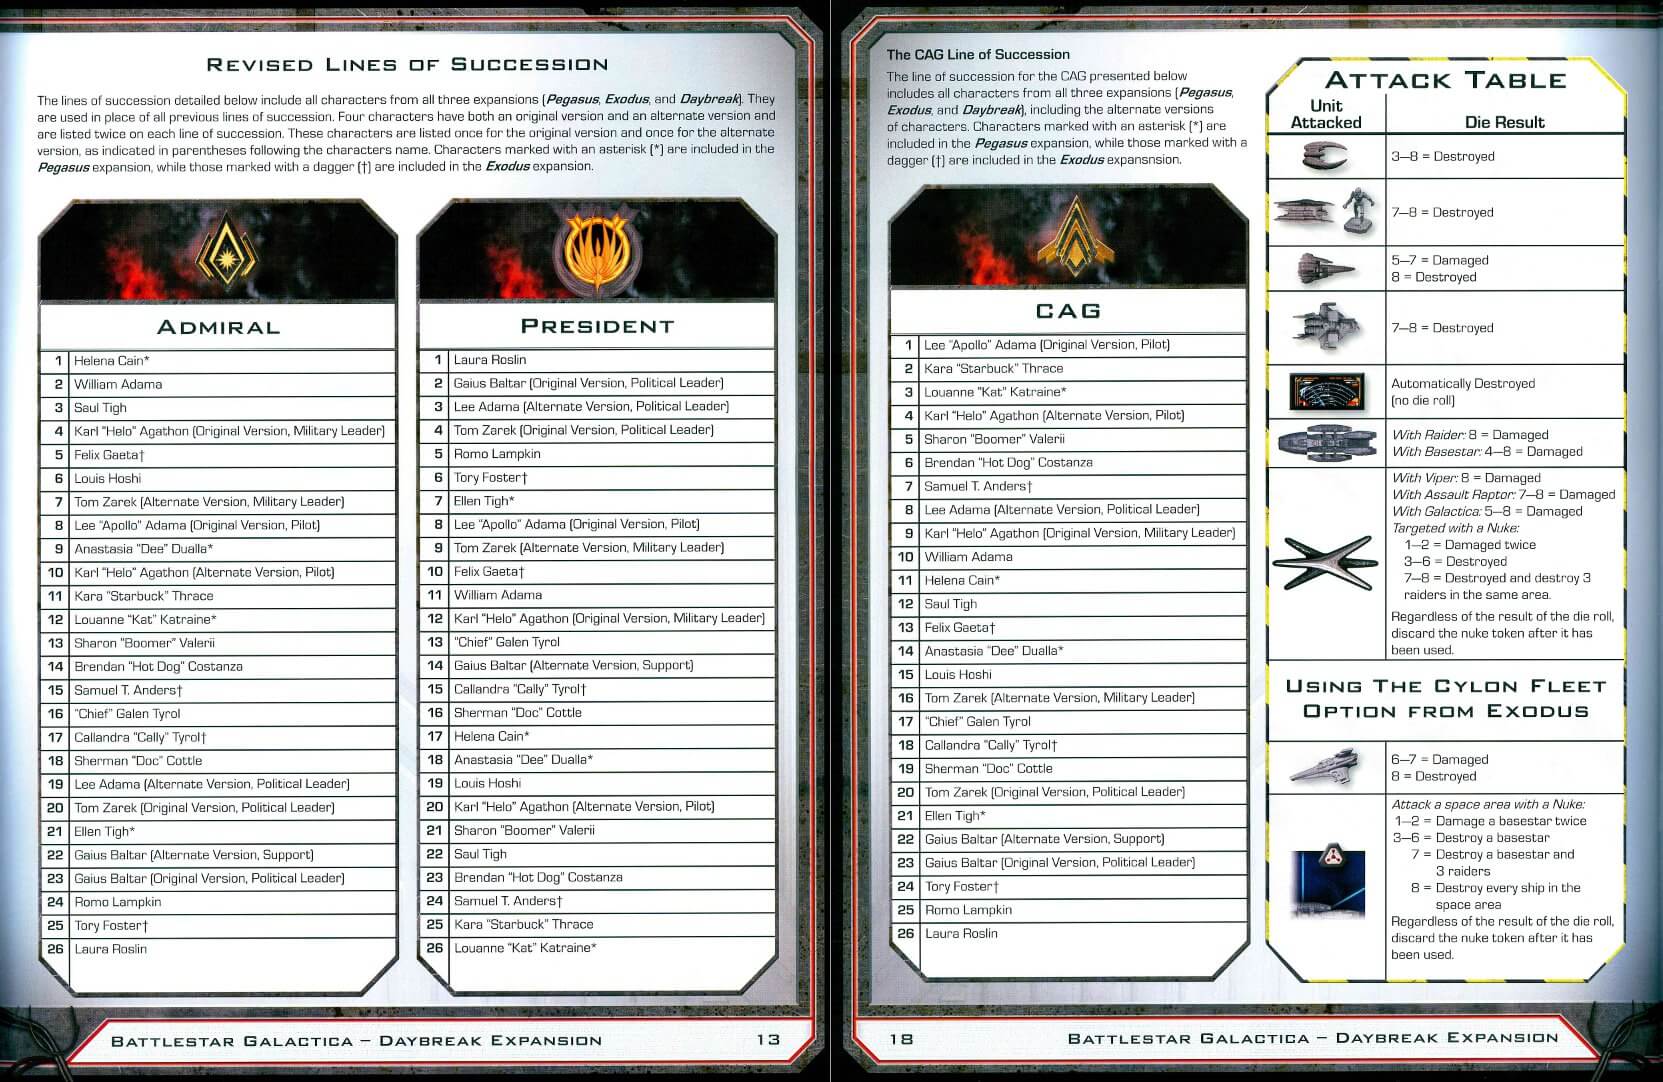 REVISED LINES OF SUCCESSION
The lines of succession detailed below include all characters from all three expansions (Pegasus, Exodus, and Daybreak). They
are used in place of all previous lines of succession. Four characters have both an original version and an alternate version and
are listed twice on each line of succession. These characters are listed once for the original version and once for the alternate
version, as indicated in parentheses following the characters name. Characters marked with an asterisk (*) are included in the
Pegasus expansion, while those marked with a dagger (†) are included in the Exodus expansion.
ADMIRAL
1 Helena Cain*
2 William Adama
3 Saul Tigh
4 Karl "Helo" Agathon (Original Version, Military Leader)
5 Felix Gaeta†
6 Louis Hoshi
7 Tom Zarek (Alternate Version, Military Leader)
8 Lee "Apollo" Adama (Original Version, Pilot)
9 Anastasia "Dee" Dualla*
10 Karl "Helo" Agathon (Alternate Version, Pilot)
11 Kara "Starbuck" Thrace
12 Louanne "Kat" Katraine*
13 Sharon "Boomer" Valerii
14 Brendan "Hot Dog" Costanza
15 Samuel T. Anders†
16 "Chief" Galen Tyrol
17 Callandra "Cally" Tyrol†
18 Sherman "Doc" Cottle
19 Lee Adama (Alternate Version, Political Leader)
20 Tom Zarek (Original Version, Political Leader)
21 Ellen Tigh*
22 Gaius Baltar (Alternate Version, Support)
23 Gaius Baltar (Original Version, Political Leader)
24 Romo Lampkin
25 Tory Foster†
26 Laura Roslin
PRESIDENT
1 Laura Roslin
2 Gaius Baltar (Original Version, Political Leader)
3 Lee Adama (Alternate Version, Political Leader)
4 Tom Zarek (Original Version, Political Leader)
5 Romo Lampkin
6 Tory Foster†
7 Ellen Tigh*
8 Lee "Apollo" Adama (Original Version, Pilot)
9 Tom Zarek (Alternate Version, Military Leader)
10 Felix Gaeta†
11 William Adama
12 Karl "Helo" Agathon (Original Version, Military Leader)
13 "Chief" Galen Tyrol
14 Gaius Baltar (Alternate Version, Support)
15 Callandra "Cally" Tyrol†
16 Sherman "Doc" Cottle
17 Helena Cain*
18 Anastasia "Dee" Dualla*
19 Louis Hoshi
20 Karl "Helo" Agathon (Alternate Version, Pilot)
21 Sharon "Boomer" Valerii
22 Saul Tigh
23 Brendan "Hot Dog" Costanza
24 Samuel T. Anders†
25 Kara "Starbuck" Thrace
26 Louanne "Kat" Katraine*
BATTLESTAR GALACTICA – DAYBREAK EXPANSION 13
The CAG Line of Succession
The line of succession for the CAG presented below
includes all characters from all three expansions (Pegasus,
Exodus, and Daybreak), including the alternate versions
of characters. Characters marked with an asterisk (*) are
included in the Pegasus expansion, while those marked with a
dagger (†) are included in the Exodus expansnsion.
CAG
1 Lee "Apollo" Adama (Original Version, Pilot)
2 Kara "Starbuck" Thrace
3 Louanne "Kat" Katraine*
4 Karl "Helo" Agathon (Alternate Version, Pilot)
5 Sharon "Boomer" Valerii
6 Brendan "Hot Dog" Costanza
7 Samuel T. Anders†
8 Lee Adama (Alternate Version, Political Leader)
9 Karl "Helo" Agathon (Original Version, Military Leader)
10 William Adama
11 Helena Cain*
12 Saul Tigh
13 Felix Gaeta†
14 Anastasia "Dee" Dualla*
15 Louis Hoshi
16 Tom Zarek (Alternate Version, Military Leader)
17 "Chief" Galen Tyrol
18 Callandra "Cally" Tyrol†
19 Sherman "Doc" Cottle
20 Tom Zarek (Original Version, Political Leader)
21 Ellen Tigh*
22 Gaius Baltar (Alternate Version, Support)
23 Gaius Baltar (Original Version, Political Leader)
24 Tory Foster†
25 Romo Lampkin
26 Laura Roslin
ATTACK TABLE
Unit
Attacked
Die Result
3–8 = Destroyed
7–8 = Destroyed
5–7 = Damaged
8 = Destroyed
7–8 = Destroyed
Automatically Destroyed
(no die roll)
With Raider: 8 = Damaged
With Basestar: 4–8 = Damaged
With Viper: 8 = Damaged
With Assault Raptor: 7–8 = Damaged
With Galactica: 5–8 = Damaged
Targeted with a Nuke:
1–2 = Damaged twice
3–6 = Destroyed
7–8 = Destroyed and destroy 3
raiders in the same area.
Regardless of the result of the die roll,
discard the nuke token after it has
been used.
USING THE CYLON FLEET
OPTION FROM EXODUS
6–7 = Damaged
8 = Destroyed
Attack a space area with a Nuke:
1–2 = Damage a basestar twice
3–6 = Destroy a basestar
7 = Destroy a basestar and
3 raiders
8 = Destroy every ship in the
space area
Regardless of the result of the die roll,
discard the nuke token after it has
been used.
18 BATTLESTAR GALACTICA – DAYBREAK EXPANSION